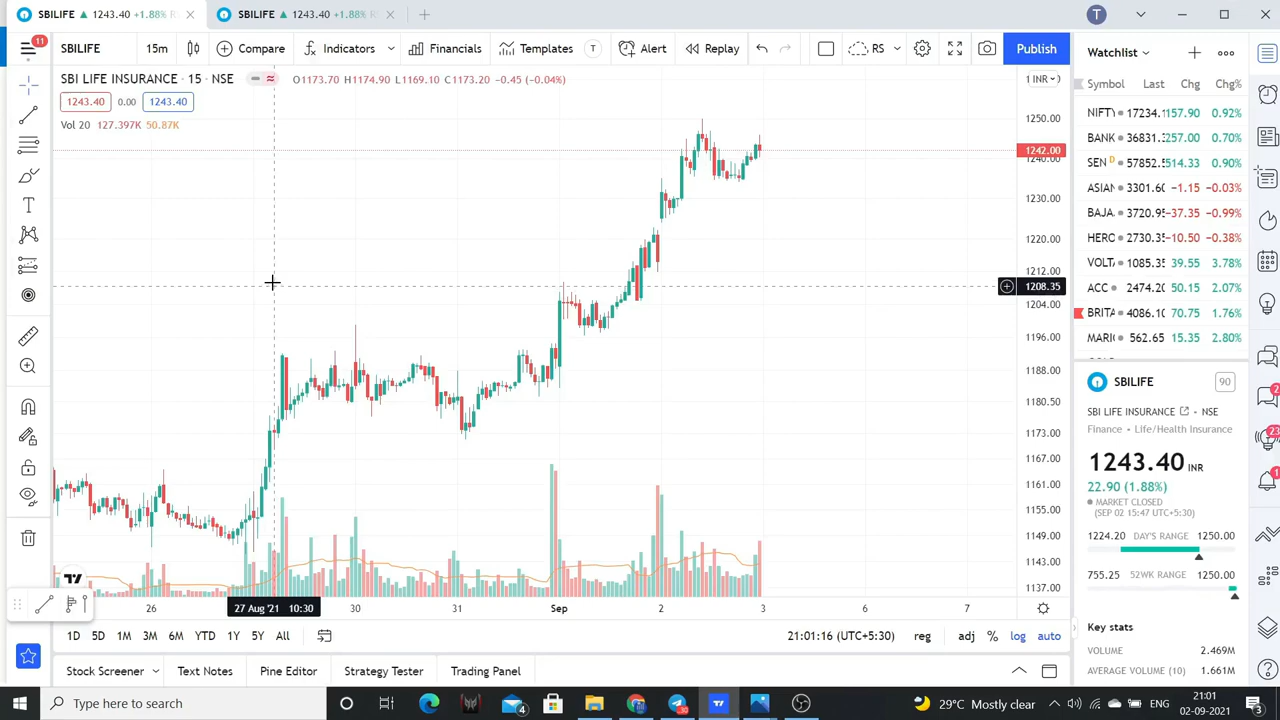 SBILIFE 1243.40 +1.88% SBILIFE 1243.40 +1.88% T
11 SBILIFE 15m Compare Indicators Financials Templates T Alert Replay RS Publish
Watchlist
SBI LIFE INSURANCE · 15 · NSE O1173.70 H1174.90 L1169.10 C1173.20 −0.45 (−0.04%)
1243.40 0.00 1243.40
Vol 20 127.397K 50.87K
1 INR
1250.00
1242.00
1240.00
1230.00
1220.00
1212.00
1208.35
1204.00
1196.00
1188.00
1180.50
1173.00
1167.00
1161.00
1155.00
1149.00
1143.00
1137.00
26 27 Aug '21 10:30 30 31 Sep 2 3 6 7
1D 5D 1M 3M 6M YTD 1Y 5Y All 21:01:16 (UTC+5:30) reg adj % log auto
Stock Screener Text Notes Pine Editor Strategy Tester Trading Panel
Symbol Last Chg Chg%
NIFTY 17234.1 157.90 0.92%
BANK 36831.3 257.00 0.70%
SEN D 57852.5 514.33 0.90%
ASIAN 3301.60 −1.15 −0.03%
BAJA 3720.95 −37.35 −0.99%
HERO 2730.35 −10.50 −0.38%
VOLT 1085.35 39.55 3.78%
ACC 2474.20 50.15 2.07%
BRITA 4086.10 70.75 1.76%
MARI 562.65 15.35 2.80%
SBILIFE 90
SBI LIFE INSURANCE · NSE
Finance · Life/Health Insurance
1243.40 INR
22.90 (1.88%)
MARKET CLOSED
(SEP 02 15:47 UTC+5:30)
1224.20 DAY'S RANGE 1250.00
755.25 52WK RANGE 1250.00
Key stats
VOLUME 2.469M
AVERAGE VOLUME (10) 1.661M
Type here to search 29°C Mostly clear 21:01
02-09-2021